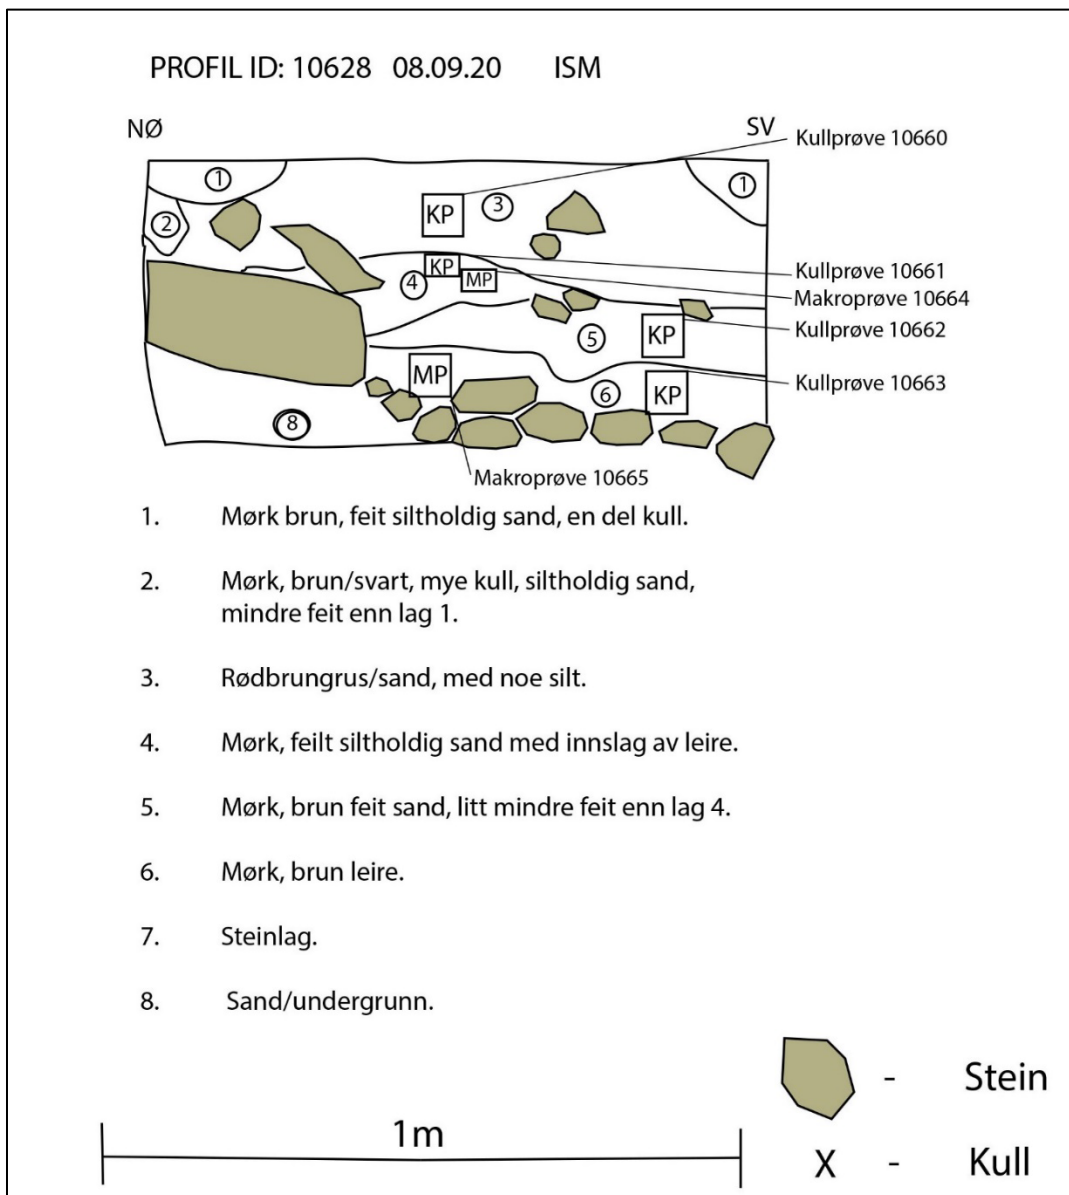 PROFIL ID: 10628 08.09.20 ISM
NØ
SV
Kullprøve 10660
1
1
2
KP
3
KP
Kullprøve 10661
4
MP
Makroprøve 10664
5
KP
Kullprøve 10662
MP
6
KP
Kullprøve 10663
8
Makroprøve 10665
1. Mørk brun, feit siltholdig sand, en del kull.
2. Mørk, brun/svart, mye kull, siltholdig sand,
mindre feit enn lag 1.
3. Rødbrungrus/sand, med noe silt.
4. Mørk, feilt siltholdig sand med innslag av leire.
5. Mørk, brun feit sand, litt mindre feit enn lag 4.
6. Mørk, brun leire.
7. Steinlag.
8. Sand/undergrunn.
- Stein
1m
X - Kull